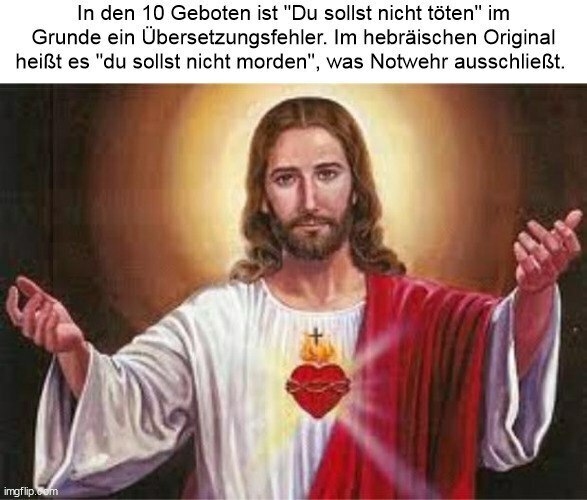 In den 10 Geboten ist "Du sollst nicht töten" im
Grunde ein Übersetzungsfehler. Im hebräischen Original
heißt es "du sollst nicht morden", was Notwehr ausschließt.
imgflip.com